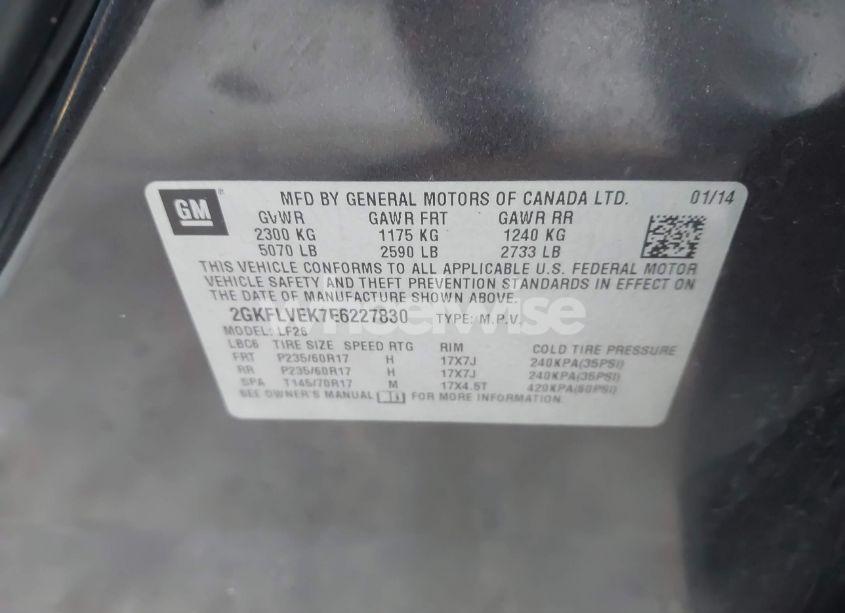 GM
MFD BY GENERAL MOTORS OF CANADA LTD. 01/14
GVWR GAWR FRT GAWR RR
2300 KG 1175 KG 1240 KG
5070 LB 2590 LB 2733 LB
THIS VEHICLE CONFORMS TO ALL APPLICABLE U.S. FEDERAL MOTOR
VEHICLE SAFETY AND THEFT PREVENTION STANDARDS IN EFFECT ON
THE DATE OF MANUFACTURE SHOWN ABOVE.
2GKFLVEK7E6227830 TYPE: M.P.V.
MODEL: LF26
TIRE SIZE SPEED RTG RIM COLD TIRE PRESSURE
FRT P235/60R17 H 17X7J 240KPA(35PSI)
RR P235/60R17 H 17X7J 240KPA(35PSI)
SPA T145/70R17 M 17X4.5T 420KPA(60PSI)
SEE OWNER'S MANUAL FOR MORE INFORMATION.